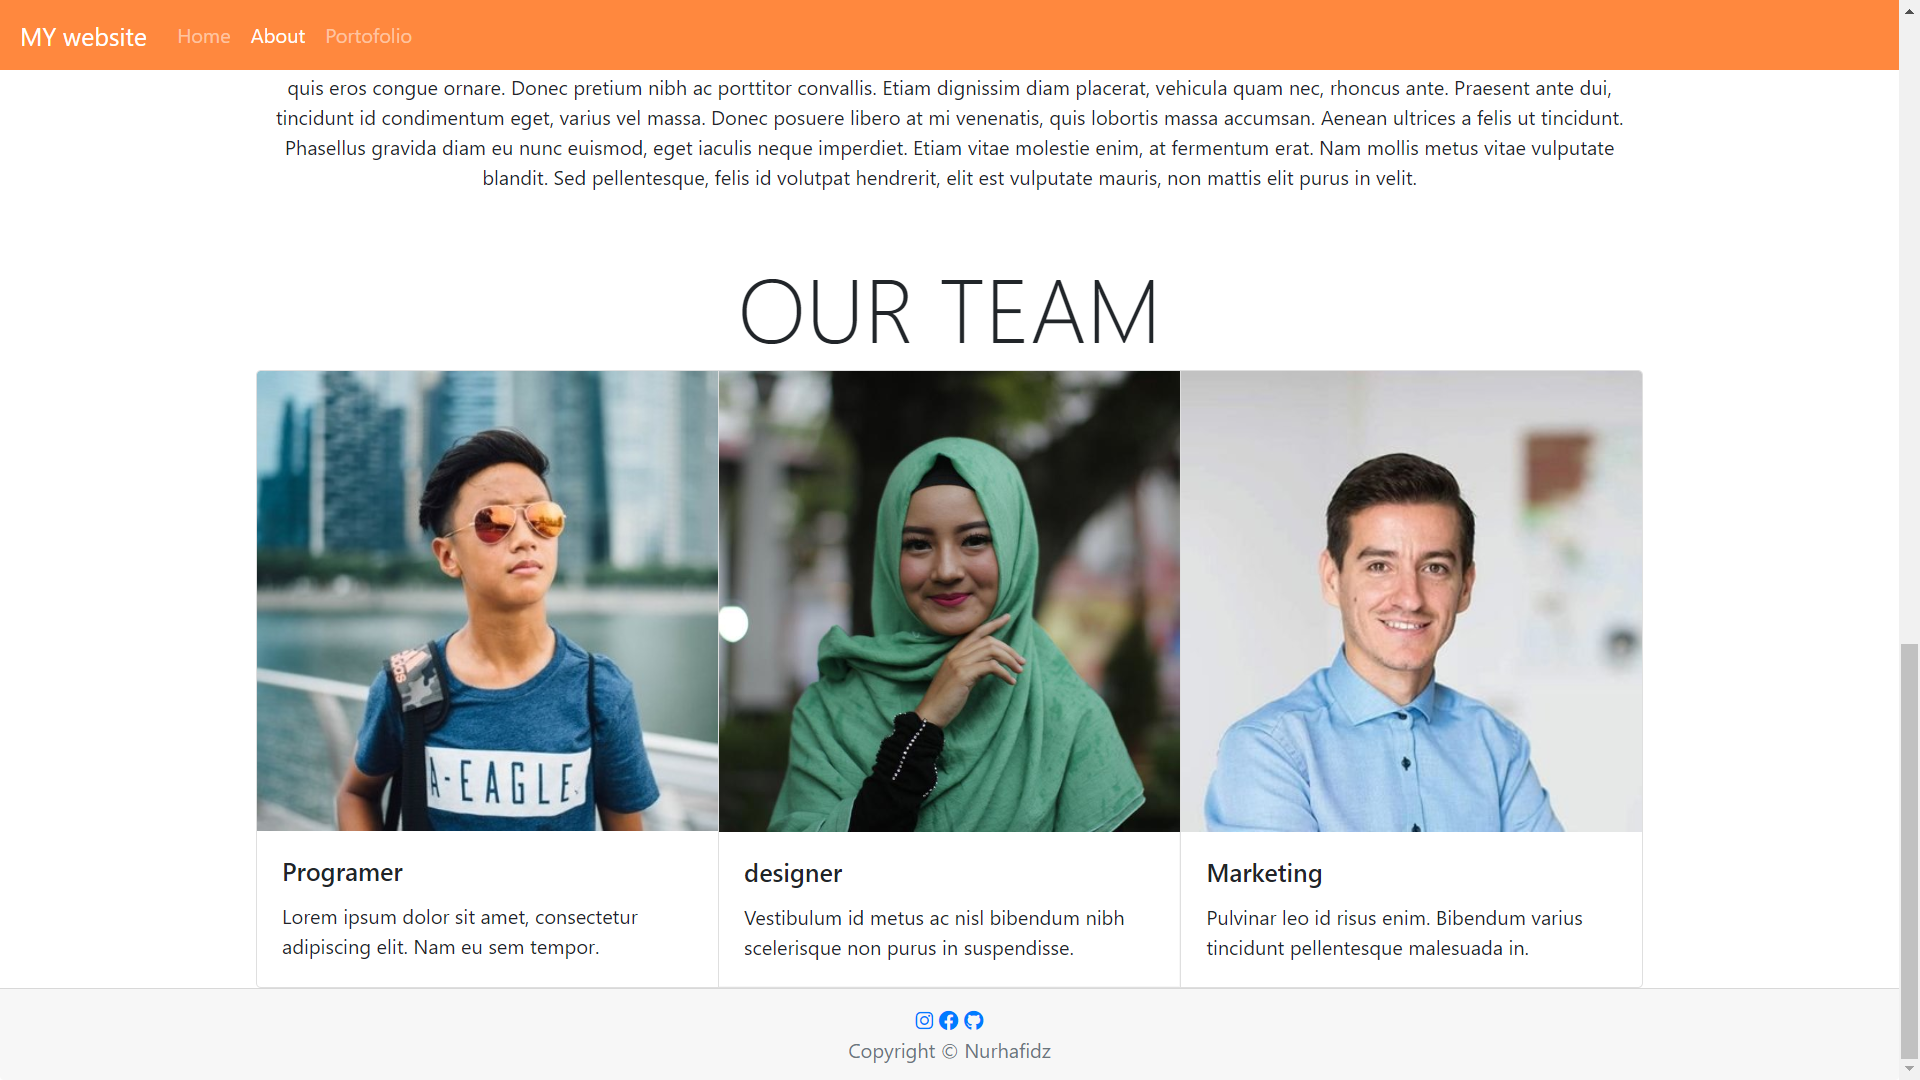 MY website Home About Portofolio
quis eros congue ornare. Donec pretium nibh ac porttitor convallis. Etiam dignissim diam placerat, vehicula quam nec, rhoncus ante. Praesent ante dui,
tincidunt id condimentum eget, varius vel massa. Donec posuere libero at mi venenatis, quis lobortis massa accumsan. Aenean ultrices a felis ut tincidunt.
Phasellus gravida diam eu nunc euismod, eget iaculis neque imperdiet. Etiam vitae molestie enim, at fermentum erat. Nam mollis metus vitae vulputate
blandit. Sed pellentesque, felis id volutpat hendrerit, elit est vulputate mauris, non mattis elit purus in velit.
OUR TEAM
A-EAGLE.
Programer
Lorem ipsum dolor sit amet, consectetur
adipiscing elit. Nam eu sem tempor.
designer
Vestibulum id metus ac nisl bibendum nibh
scelerisque non purus in suspendisse.
Marketing
Pulvinar leo id risus enim. Bibendum varius
tincidunt pellentesque malesuada in.
Copyright © Nurhafidz